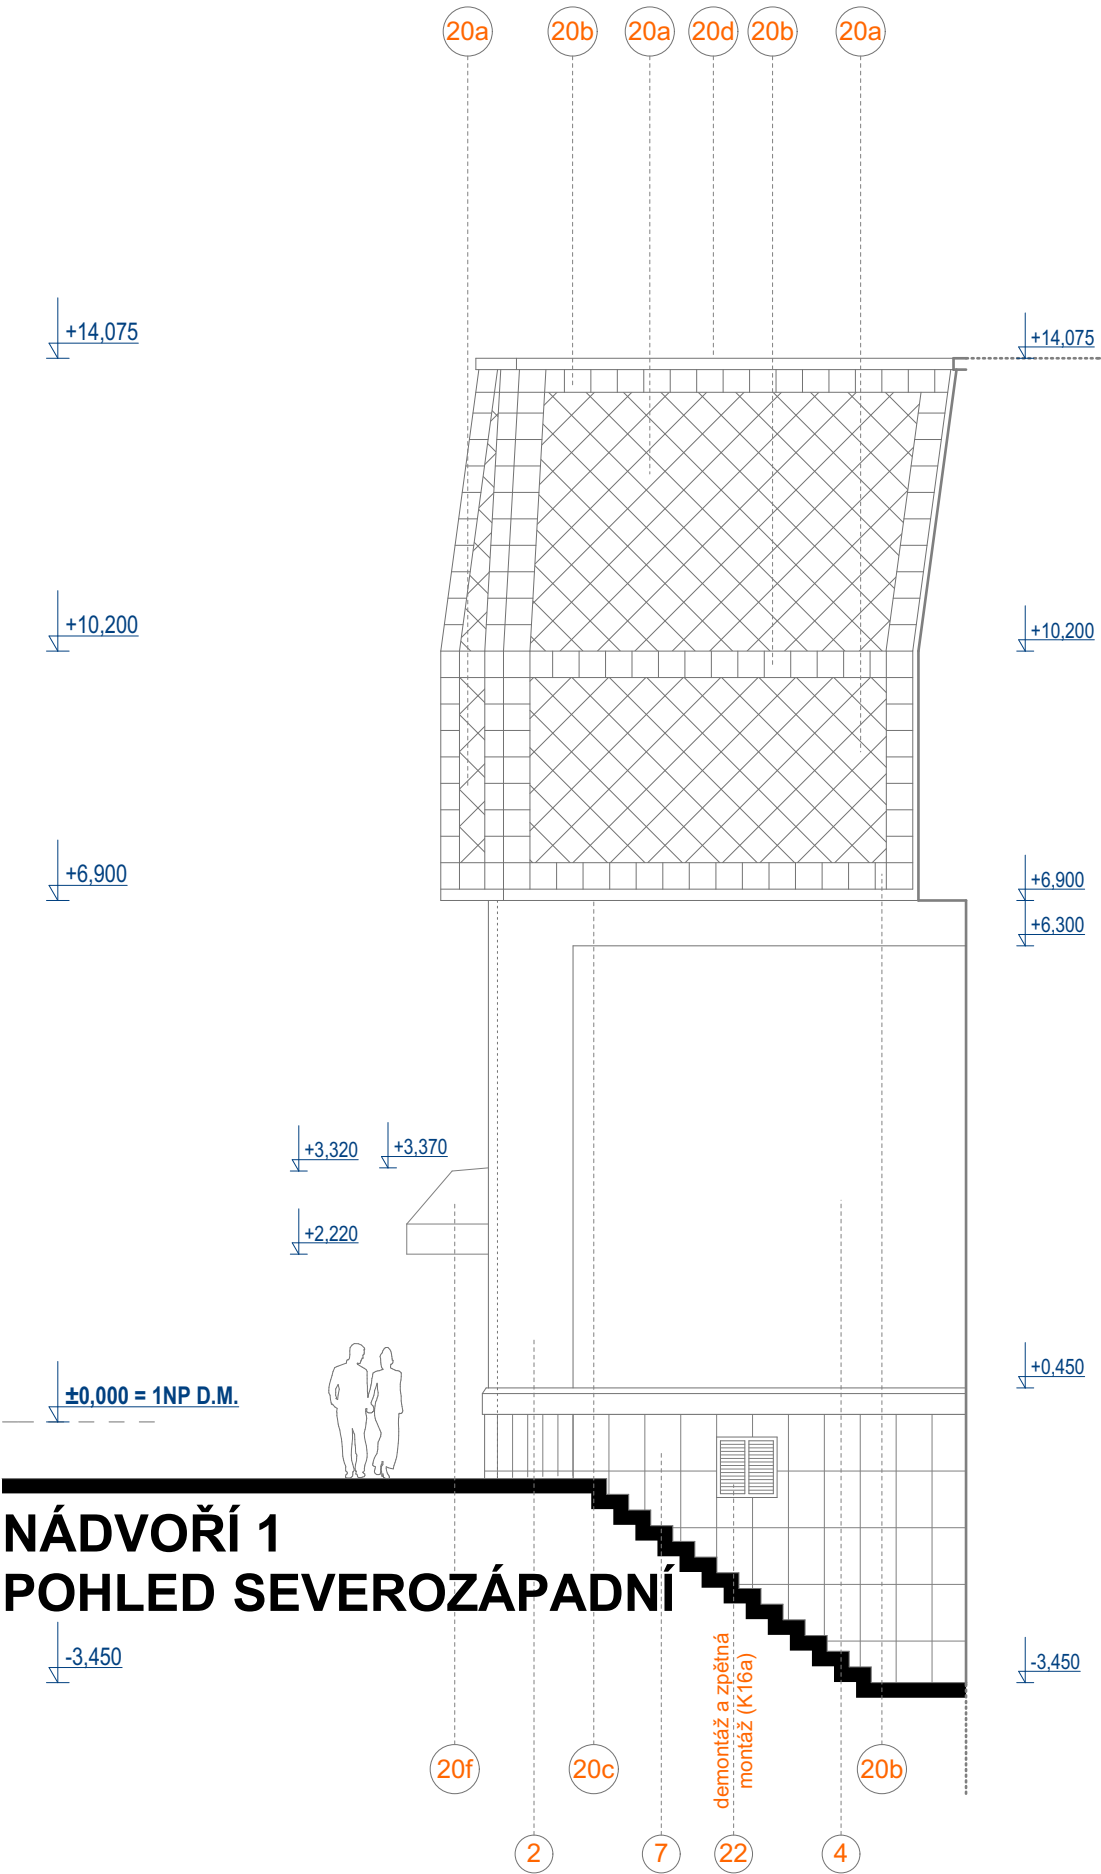 20a 20b 20a 20d 20b 20a
+14,075
+14,075
+10,200
+10,200
+6,900
+6,900
+6,300
+3,320
+3,370
+2,220
+0,450
±0,000 = 1NP D.M.
NÁDVOŘÍ 1
POHLED SEVEROZÁPADNÍ
-3,450
-3,450
demontáž a zpětná
montáž (K16a)
20f 20c 20b
2 7 22 4